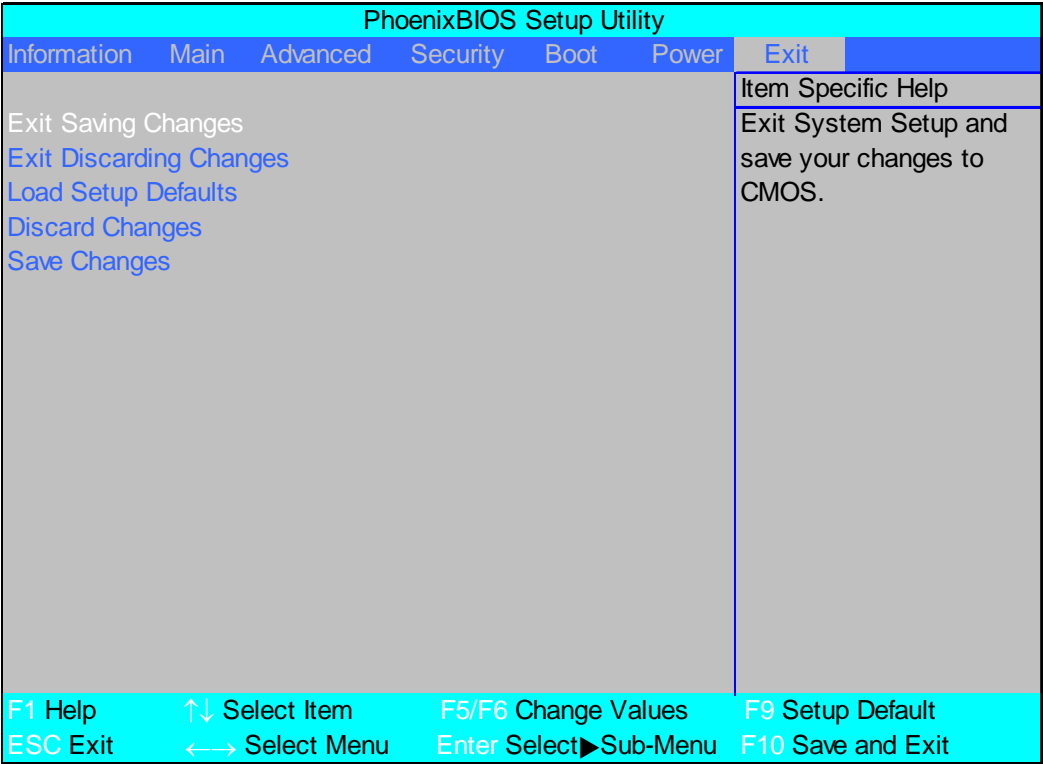 PhoenixBIOS Setup Utility
Information Main Advanced Security Boot Power Exit
Item Specific Help
Exit Saving Changes
Exit Discarding Changes
Load Setup Defaults
Discard Changes
Save Changes
Exit System Setup and
save your changes to
CMOS.
F1 Help ↑↓ Select Item F5/F6 Change Values F9 Setup Default
ESC Exit ←→ Select Menu Enter Select▶Sub-Menu F10 Save and Exit